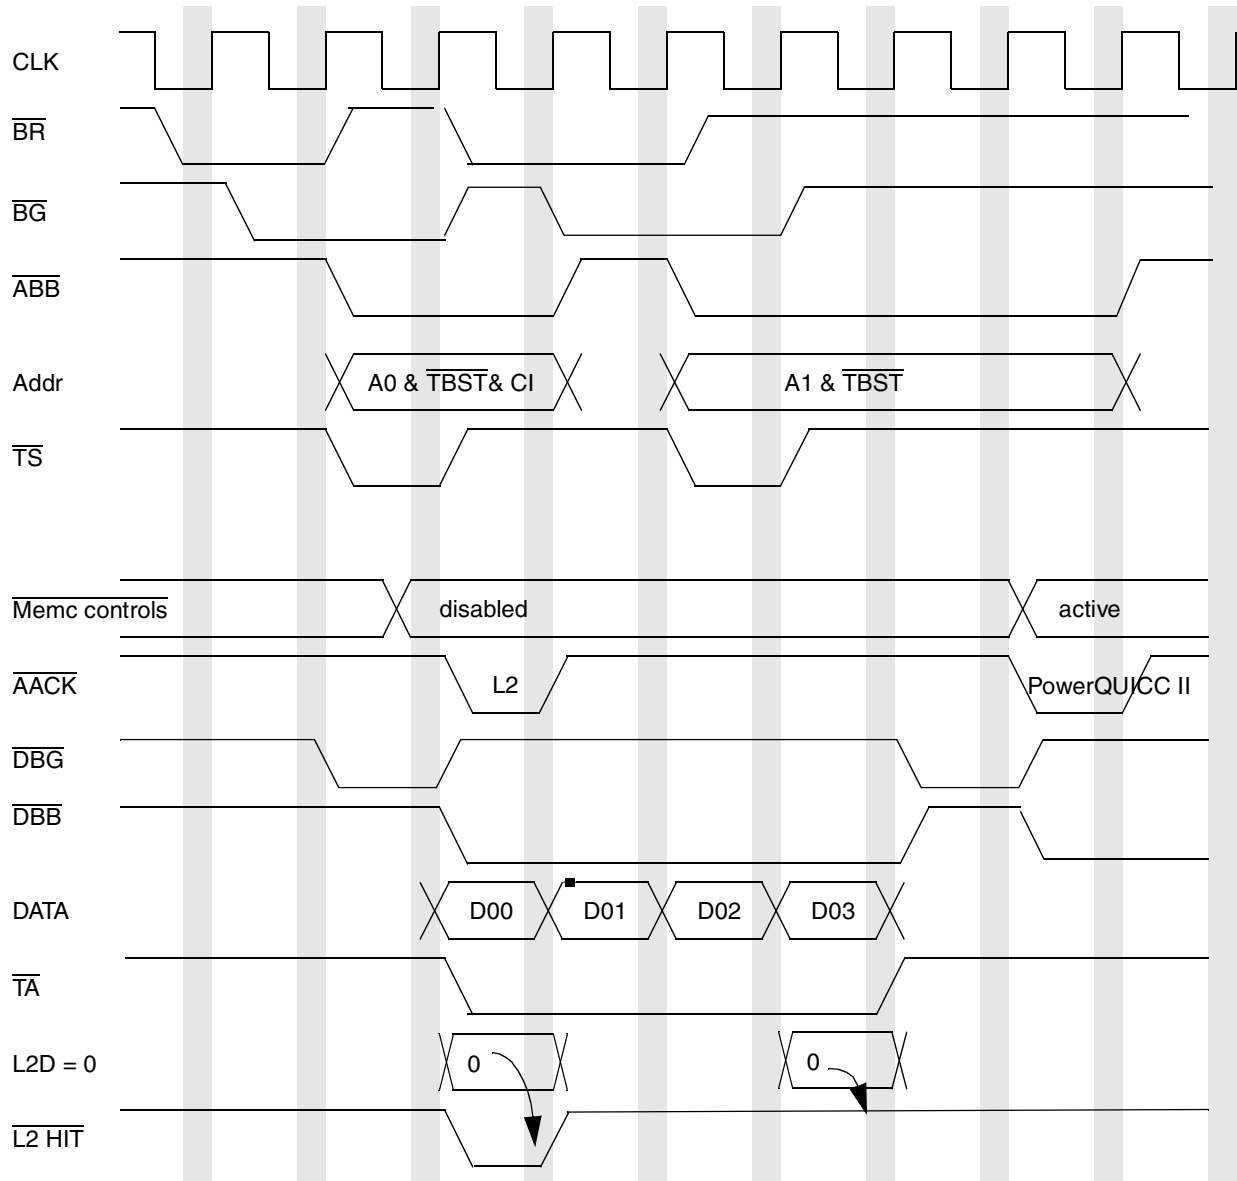 CLK
BR
BG
ABB
Addr A0 & TBST& CI A1 & TBST
TS
Memc controls disabled active
AACK L2 PowerQUICC II
DBG
DBB
DATA D00 D01 D02 D03
TA
L2D = 0 0 0
L2 HIT